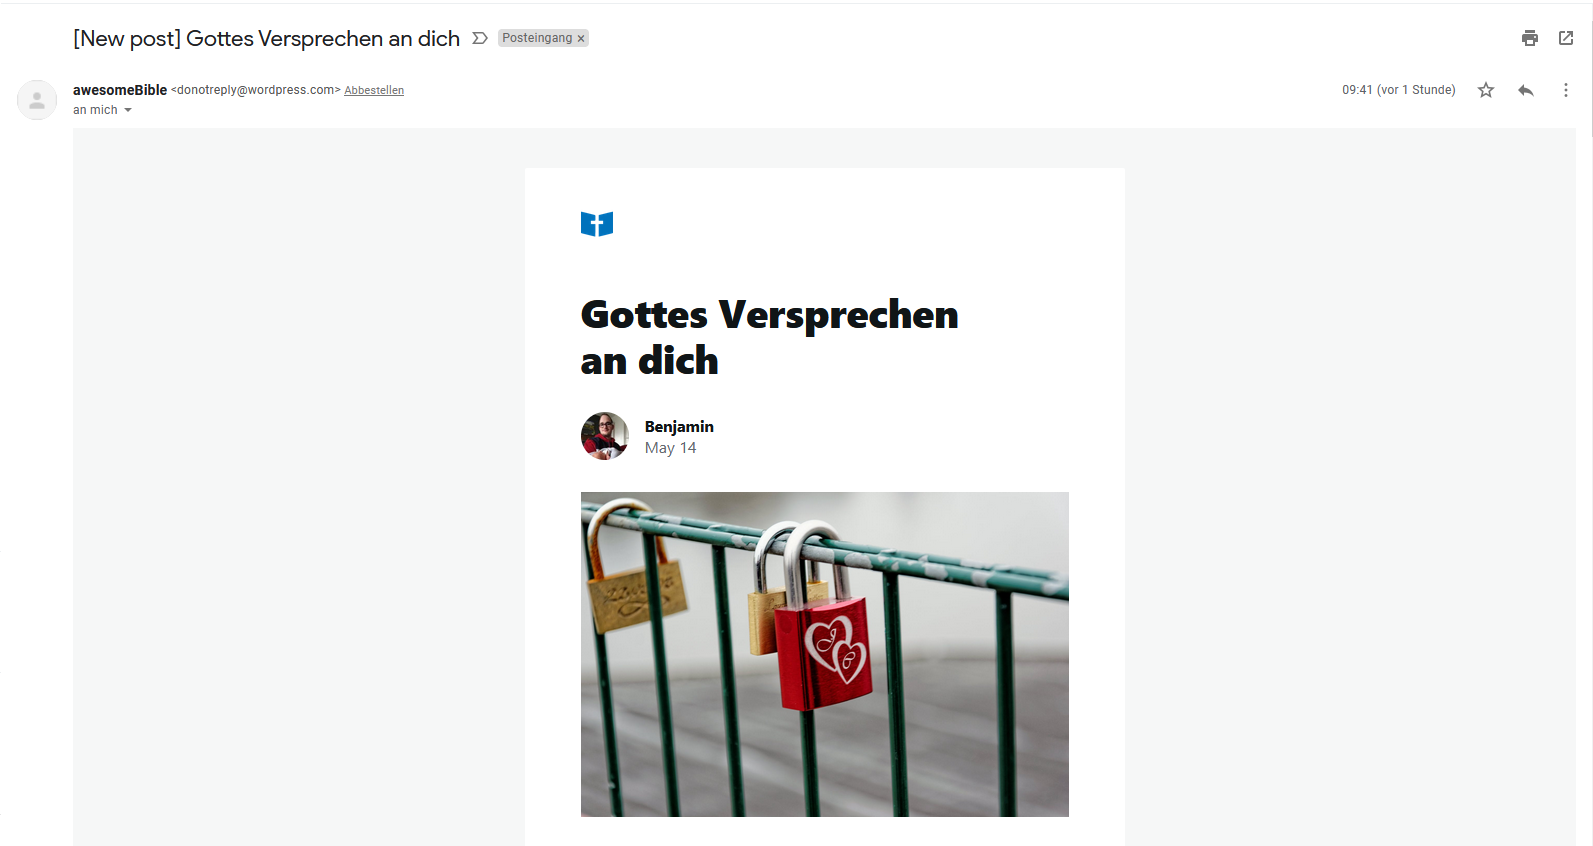 [New post] Gottes Versprechen an dich Posteingang ×
awesomeBible <donotreply@wordpress.com> Abbestellen
09:41 (vor 1 Stunde)
an mich
Gottes Versprechen
an dich
Benjamin
May 14